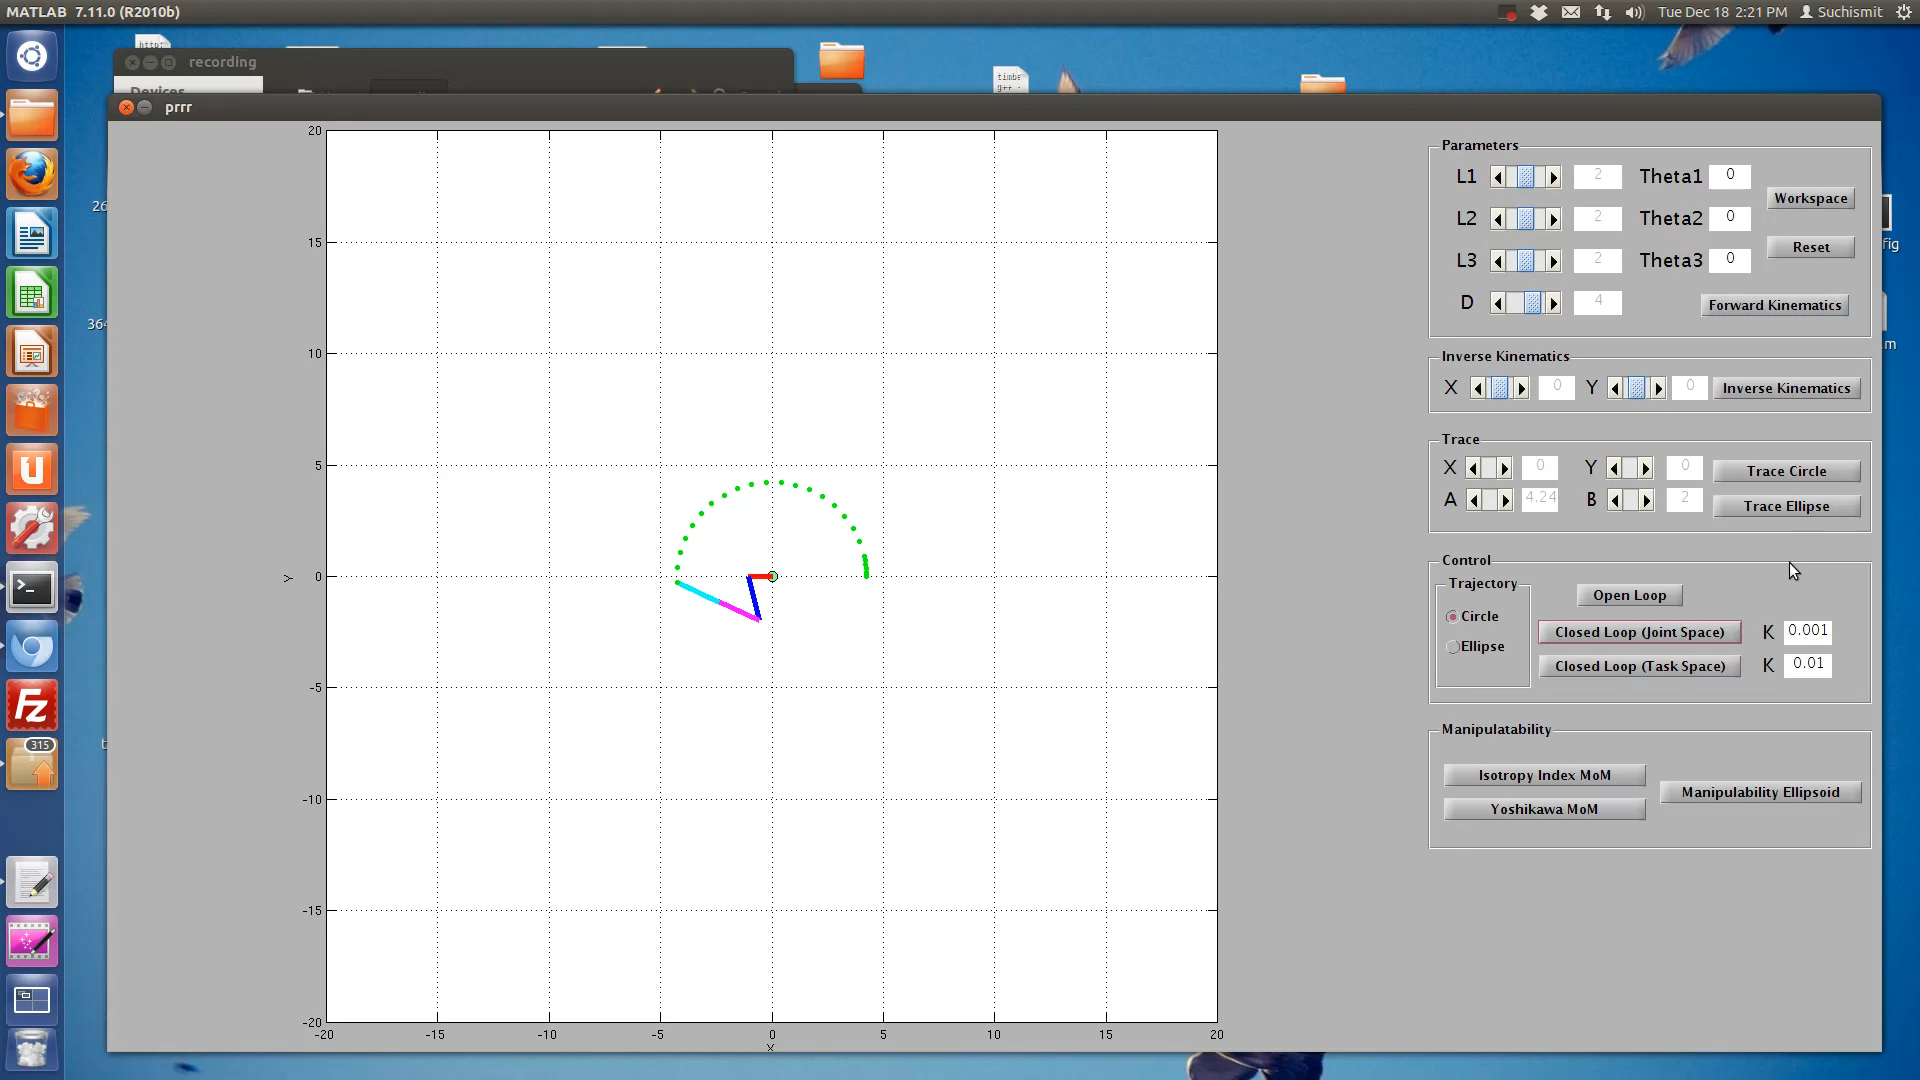 MATLAB 7.11.0 (R2010b)
Tue Dec 18 2:21 PM Suchismit
http:
recording
Devices
timbs
g++ -
prrr
26
364
t
fig
.m
315
20
15
10
5
0
-5
-10
-15
-20
-20 -15 -10 -5 0 5 10 15 20
Y
X
Parameters
L1 2 Theta1 0
L2 2 Theta2 0
L3 2 Theta3 0
D 4
Workspace
Reset
Forward Kinematics
Inverse Kinematics
X 0 Y 0 Inverse Kinematics
Trace
X 0 Y 0 Trace Circle
A 4.24 B 2 Trace Ellipse
Control
Trajectory
Circle
Ellipse
Open Loop
Closed Loop (Joint Space) K 0.001
Closed Loop (Task Space) K 0.01
Manipulatability
Isotropy Index MoM
Yoshikawa MoM
Manipulability Ellipsoid